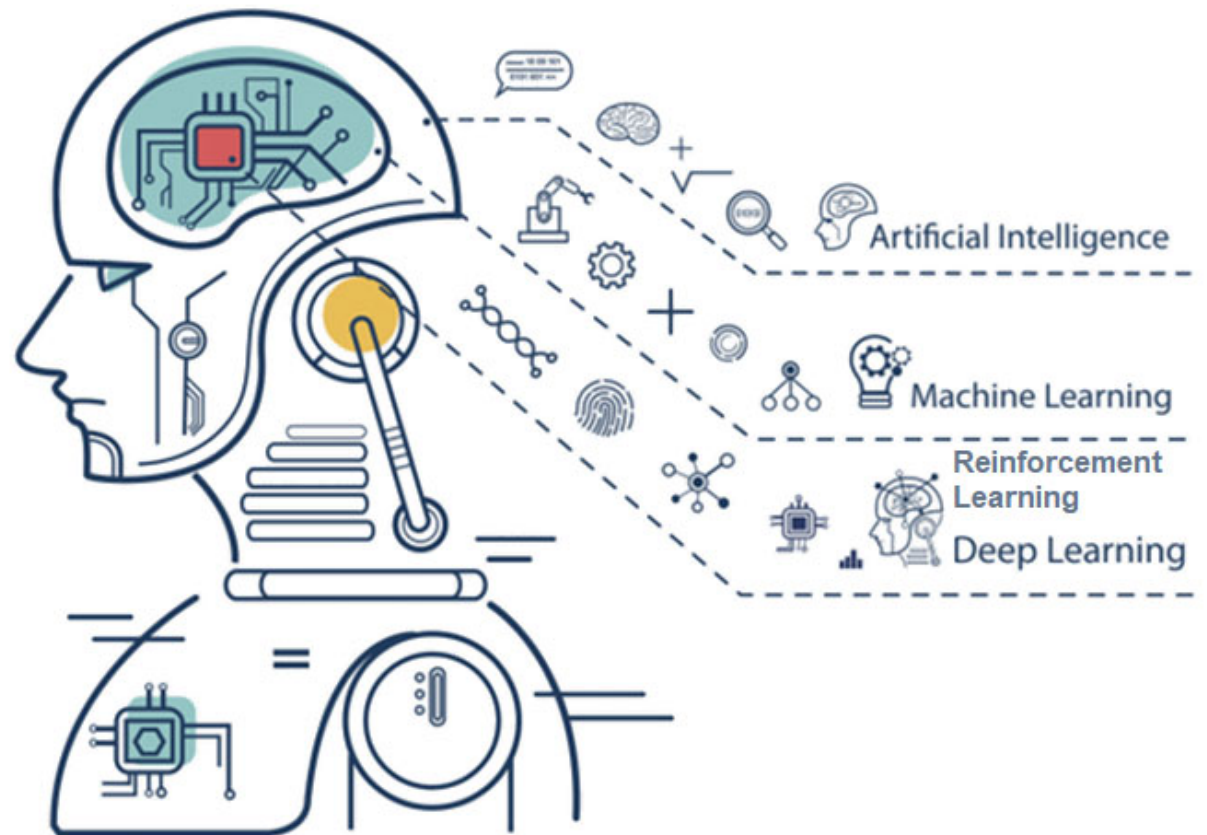 Artificial Intelligence
Machine Learning
Reinforcement
Learning
Deep Learning